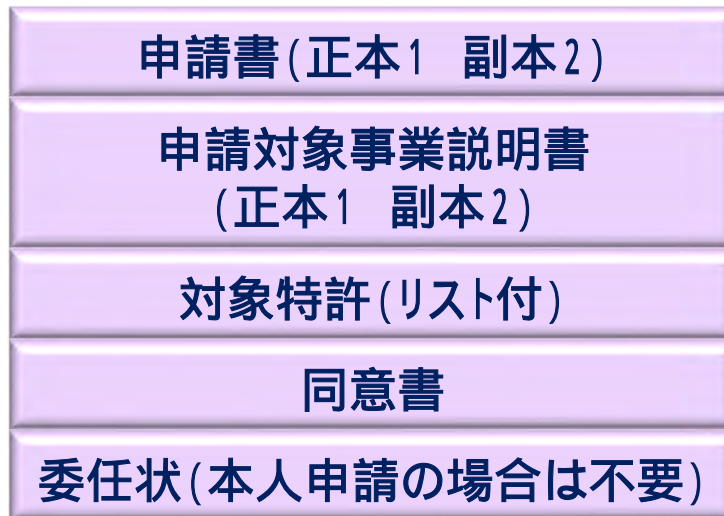 申請書(正本1 副本2)
申請対象事業説明書
(正本1 副本2)
対象特許(リスト付)
同意書
委任状(本人申請の場合は不要)